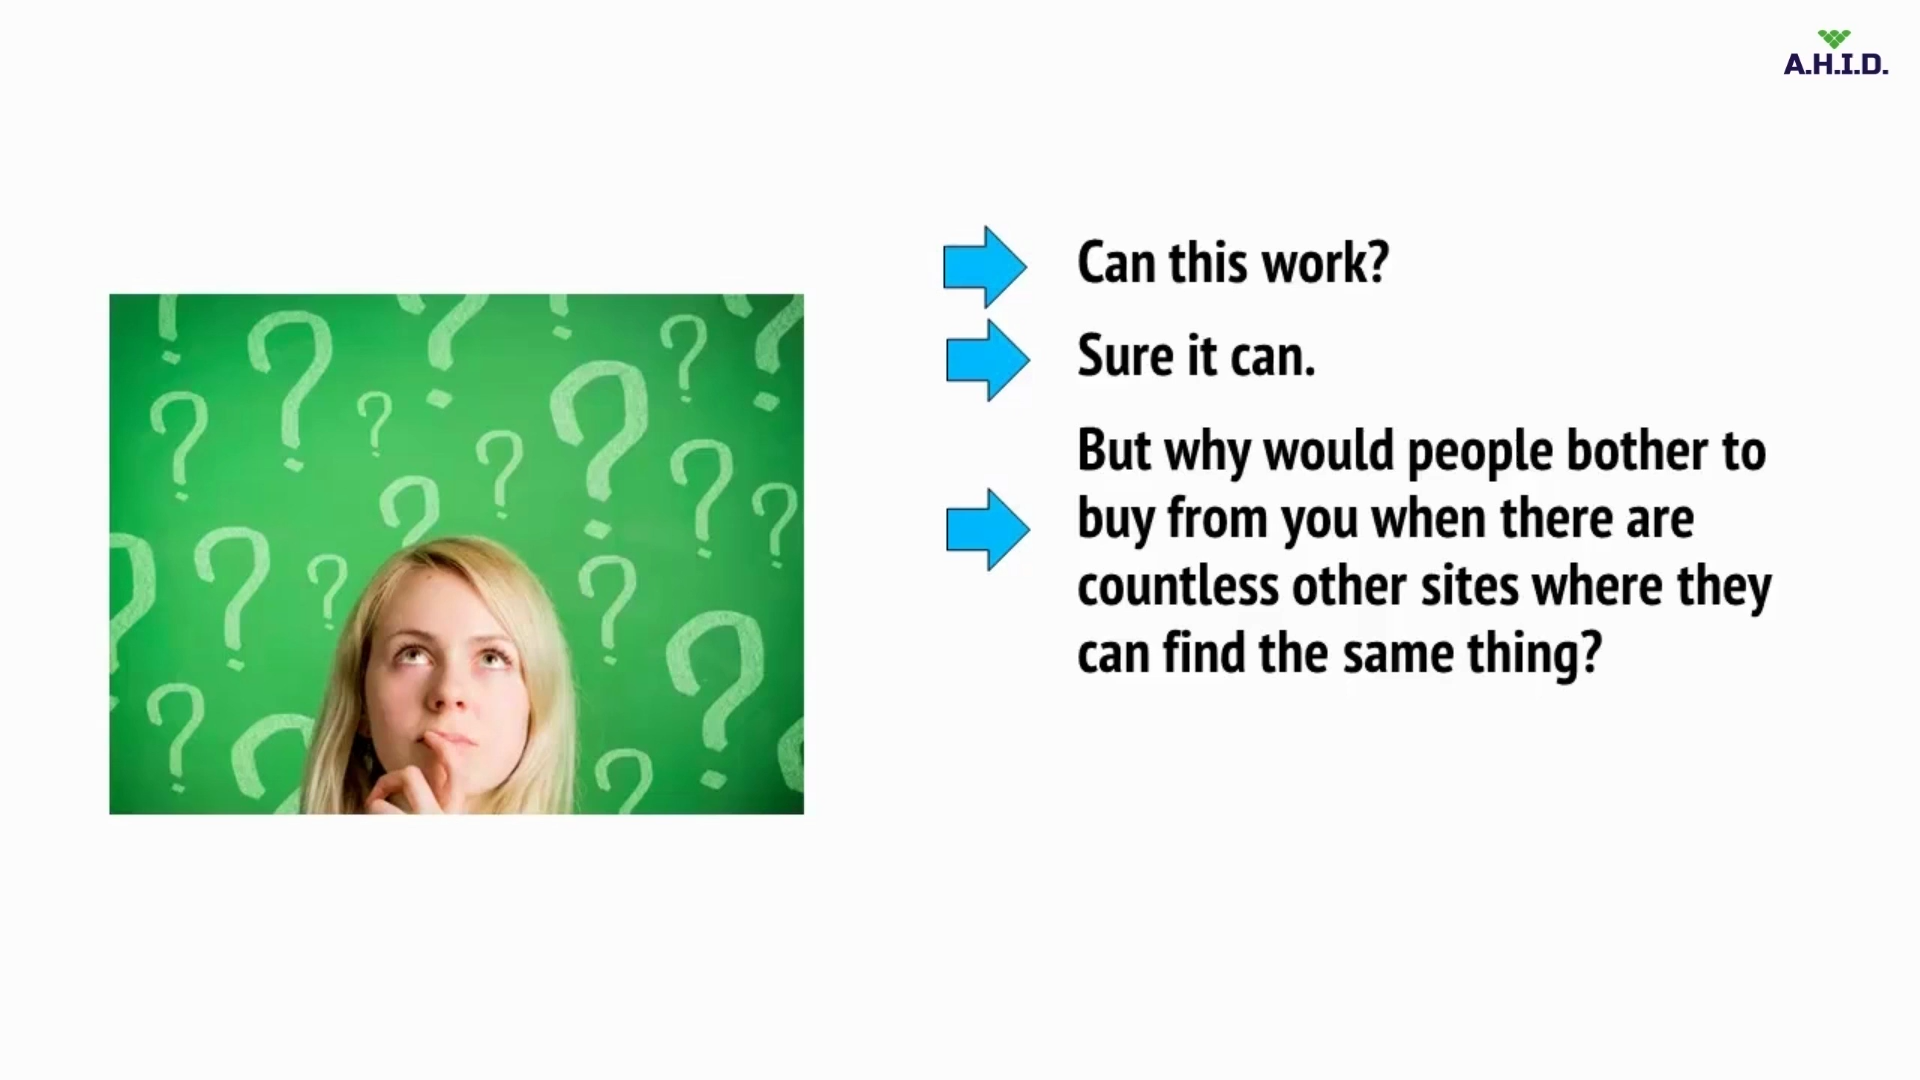 A.H.I.D.
Can this work?
Sure it can.
But why would people bother to
buy from you when there are
countless other sites where they
can find the same thing?